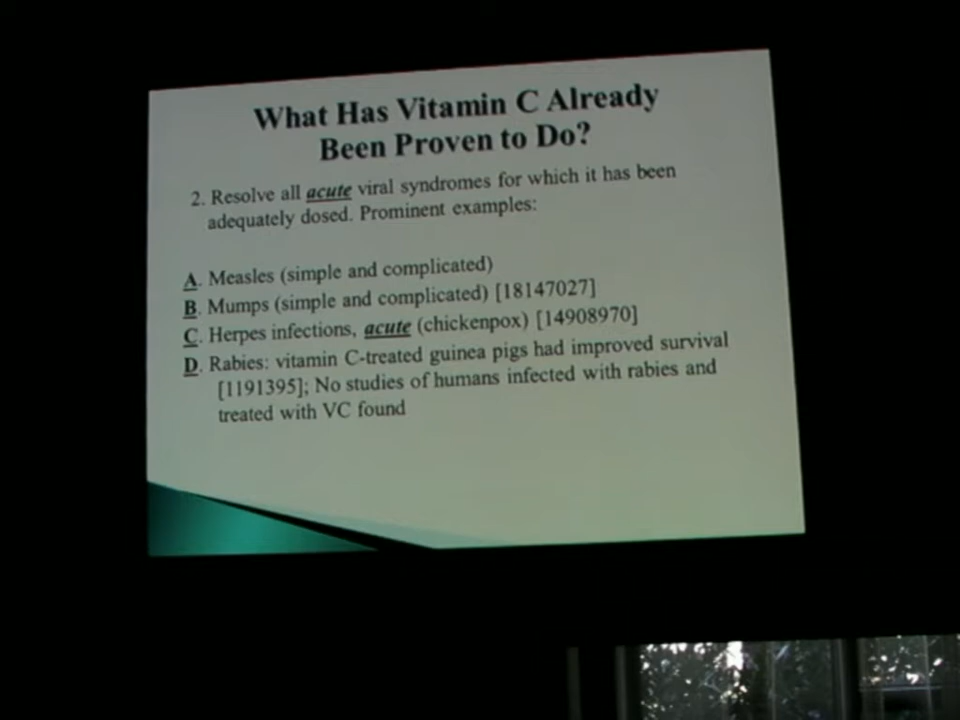 What Has Vitamin C Already
Been Proven to Do?
2. Resolve all acute viral syndromes for which it has been
adequately dosed. Prominent examples:
A. Measles (simple and complicated)
B. Mumps (simple and complicated) [18147027]
C. Herpes infections, acute (chickenpox) [14908970]
D. Rabies: vitamin C-treated guinea pigs had improved survival
[1191395]; No studies of humans infected with rabies and
treated with VC found